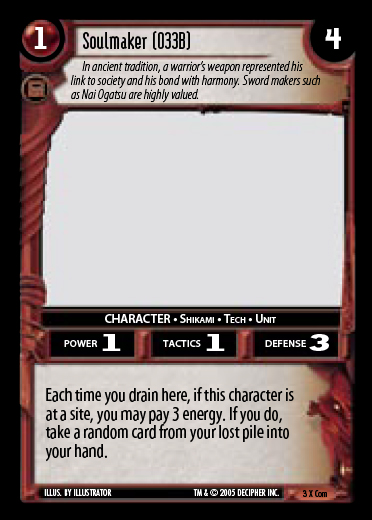 1
Soulmaker (033B)
4
In ancient tradition, a warrior's weapon represented his
link to society and his bond with harmony. Sword makers such
as Nai Ogatsu are highly valued.
CHARACTER • SHIKAMI • TECH • UNIT
POWER 1 TACTICS 1 DEFENSE 3
Each time you drain here, if this character is
at a site, you may pay 3 energy. If you do,
take a random card from your lost pile into
your hand.
ILLUS. BY ILLUSTRATOR TM & © 2005 DECIPHER INC. 3 X Com